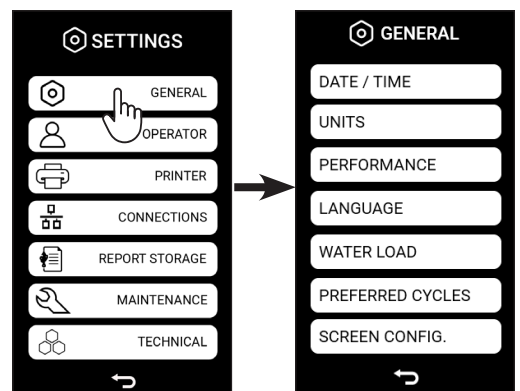 SETTINGS
GENERAL
OPERATOR
PRINTER
CONNECTIONS
REPORT STORAGE
MAINTENANCE
TECHNICAL
GENERAL
DATE / TIME
UNITS
PERFORMANCE
LANGUAGE
WATER LOAD
PREFERRED CYCLES
SCREEN CONFIG.